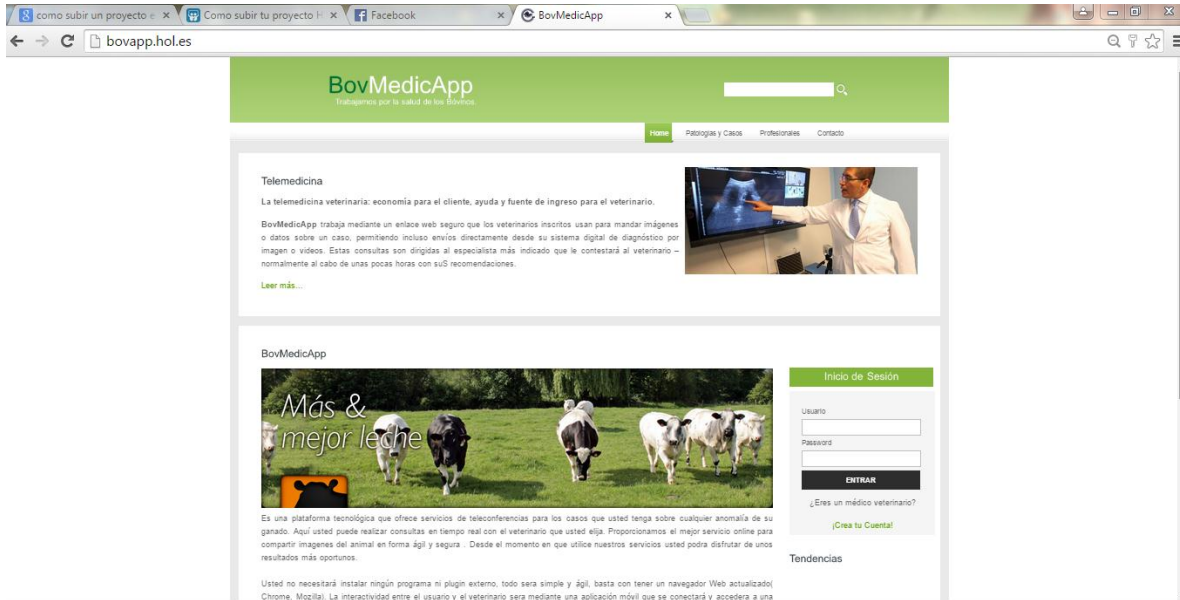 como subir un proyecto e
Como subir tu proyecto H
Facebook
BovMedicApp
bovapp.hol.es
BovMedicApp
Trabajamos por la salud de los Bovinos.
Home Patologias y Casos Profesionales Contacto
Telemedicina
La telemedicina veterinaria: economía para el cliente, ayuda y fuente de ingreso para el veterinario.
BovMedicApp trabaja mediante un enlace web seguro que los veterinarios inscritos usan para mandar imágenes
o datos sobre un caso, permitiendo incluso envíos directamente desde su sistema digital de diagnóstico por
imagen o videos. Estas consultas son dirigidas al especialista más indicado que le contestará al veterinario –
normalmente al cabo de unas pocas horas con suS recomendaciones.
Leer más...
BovMedicApp
Más &
mejor leche
Es una plataforma tecnológica que ofrece servicios de teleconferencias para los casos que usted tenga sobre cualquier anomalía de su
ganado. Aquí usted puede realizar consultas en tiempo real con el veterinario que usted elija. Proporcionamos el mejor servicio online para
compartir imagenes del animal en forma ágil y segura . Desde el momento en que utilice nuestros servicios usted podra disfrutar de unos
resultados más oportunos.
Usted no necesitará instalar ningún programa ni plugin externo, todo sera simple y ágil, basta con tener un navegador Web actualizado(
Chrome, Mozilla). La interactividad entre el usuario y el veterinario sera mediante una aplicación móvil que se conectará y accedera a una
Inicio de Sesión
Usuario
Password
ENTRAR
¿Eres un médico veterinario?
¡Crea tu Cuenta!
Tendencias